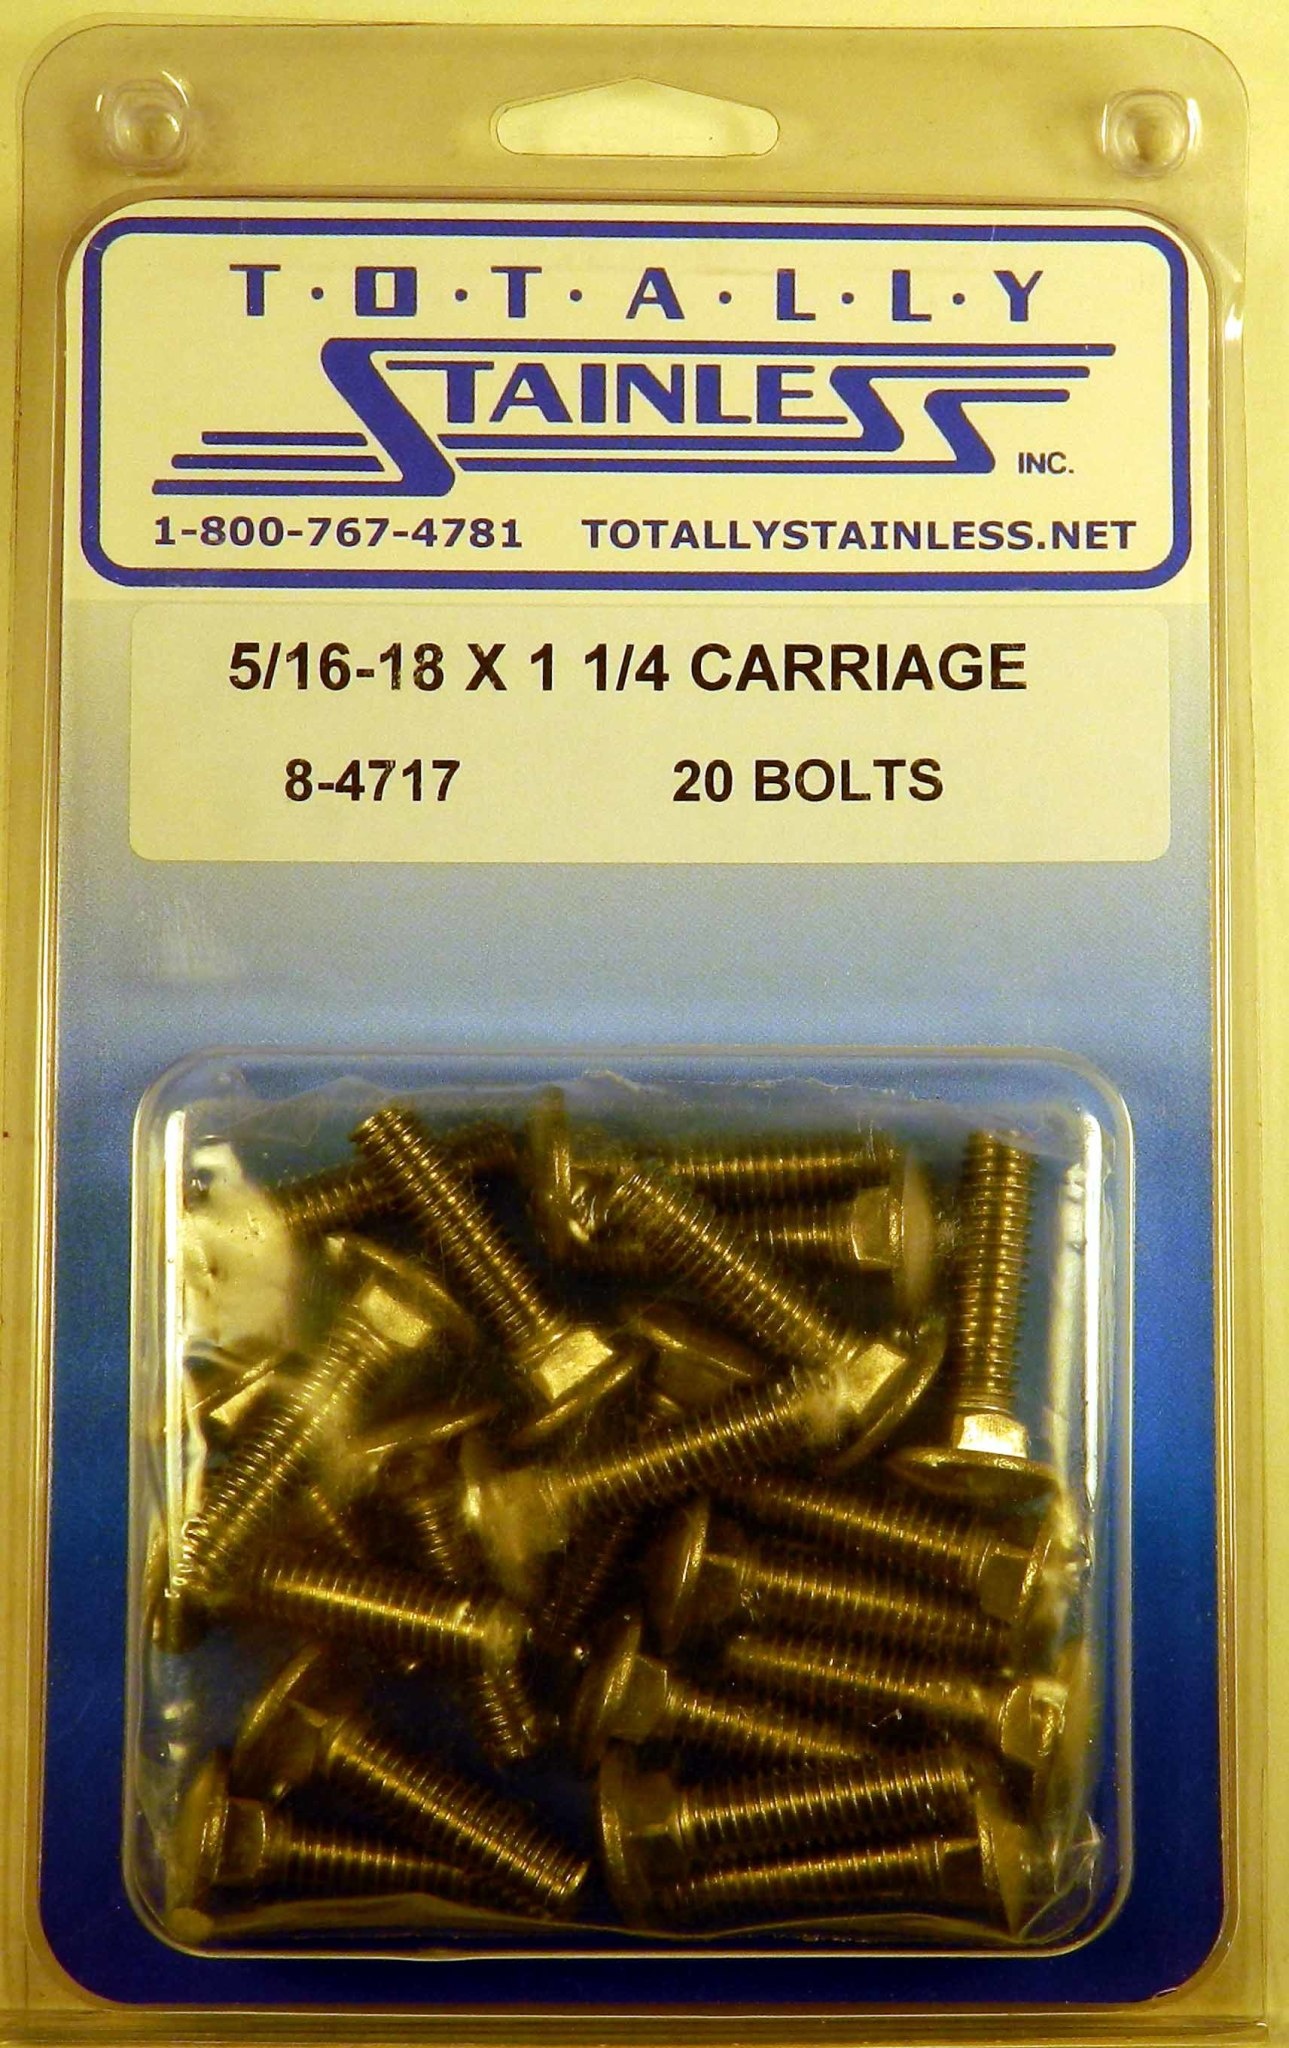 T·O·T·A·L·L·Y
STAINLESS INC.
1-800-767-4781 TOTALLYSTAINLESS.NET
5/16-18 X 1 1/4 CARRIAGE
8-4717 20 BOLTS